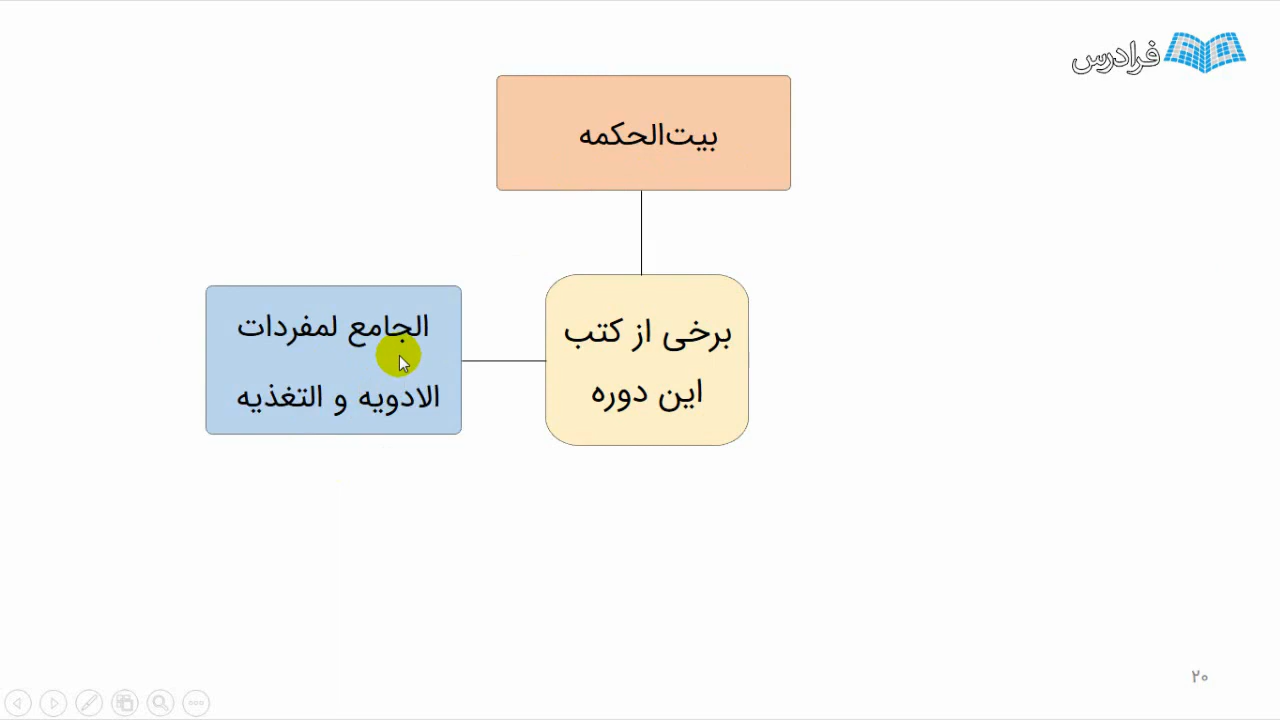 فرادرس
بیت‌الحکمه
برخی از کتب
این دوره
الجامع لمفردات
الادویه و التغذیه
۲۰